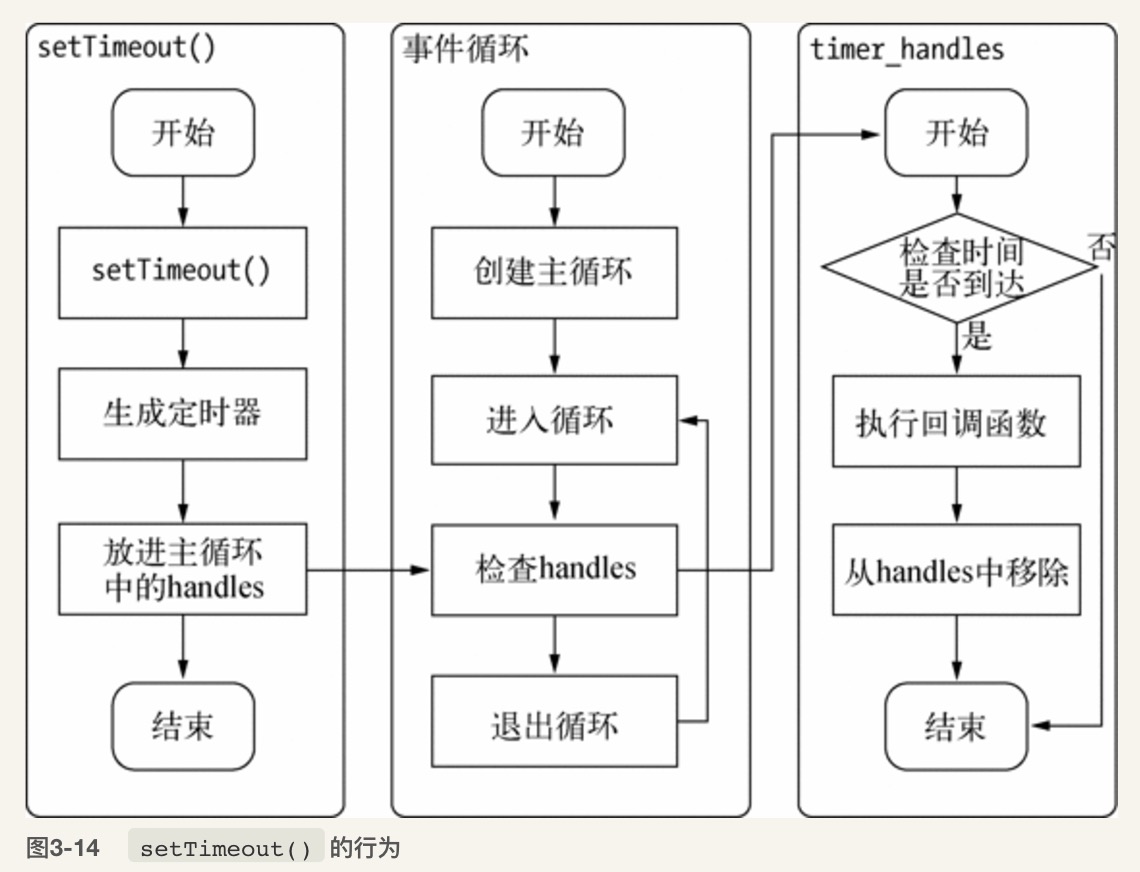 setTimeout()
开始
setTimeout()
生成定时器
放进主循环
中的handles
结束
事件循环
开始
创建主循环
进入循环
检查handles
退出循环
timer_handles
开始
检查时间
是否到达
否
是
执行回调函数
从handles中移除
结束
图3-14 setTimeout() 的行为